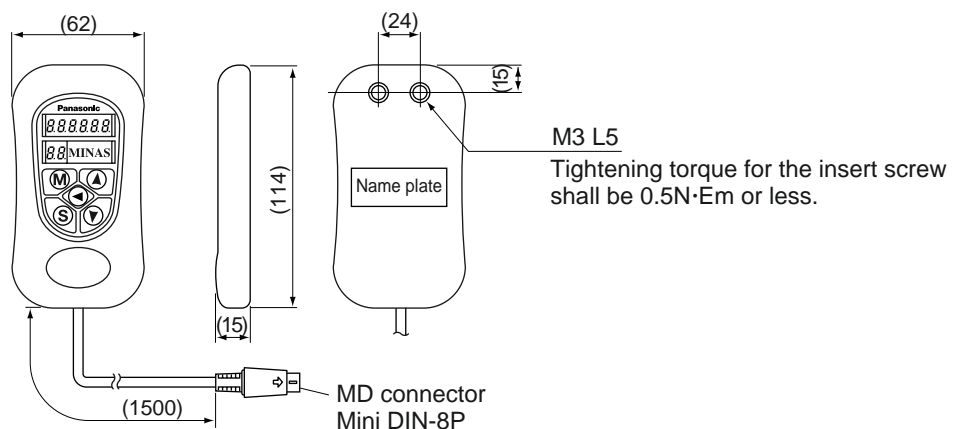 (62)
(24)
(15)
Panasonic
8.8.8.8.8.8.
8.8. MINAS
M
S
(114)
Name plate
M3 L5
Tightening torque for the insert screw
shall be 0.5N·Em or less.
(15)
(1500)
MD connector
Mini DIN-8P